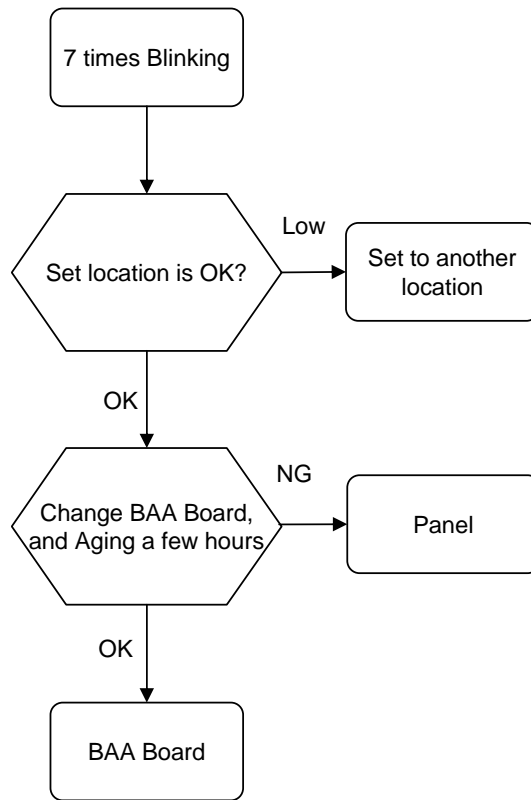 7 times Blinking
Low
Set location is OK?
Set to another
location
OK
NG
Change BAA Board,
and Aging a few hours
Panel
OK
BAA Board